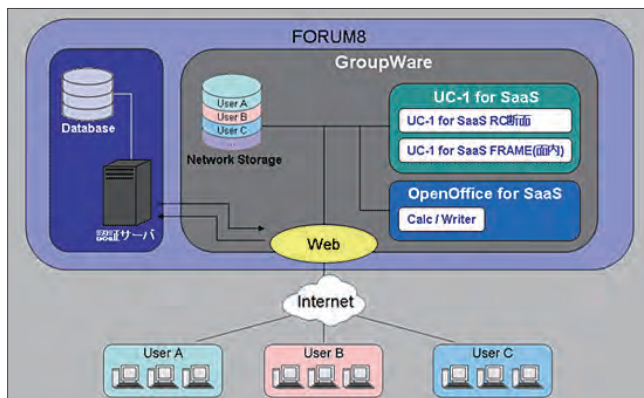 FORUM8
GroupWare
Database
認証サーバ
User A
User B
User C
Network Storage
UC-1 for SaaS
UC-1 for SaaS RC断面
UC-1 for SaaS FRAME(面内)
OpenOffice for SaaS
Calc / Writer
Web
Internet
User A
User B
User C